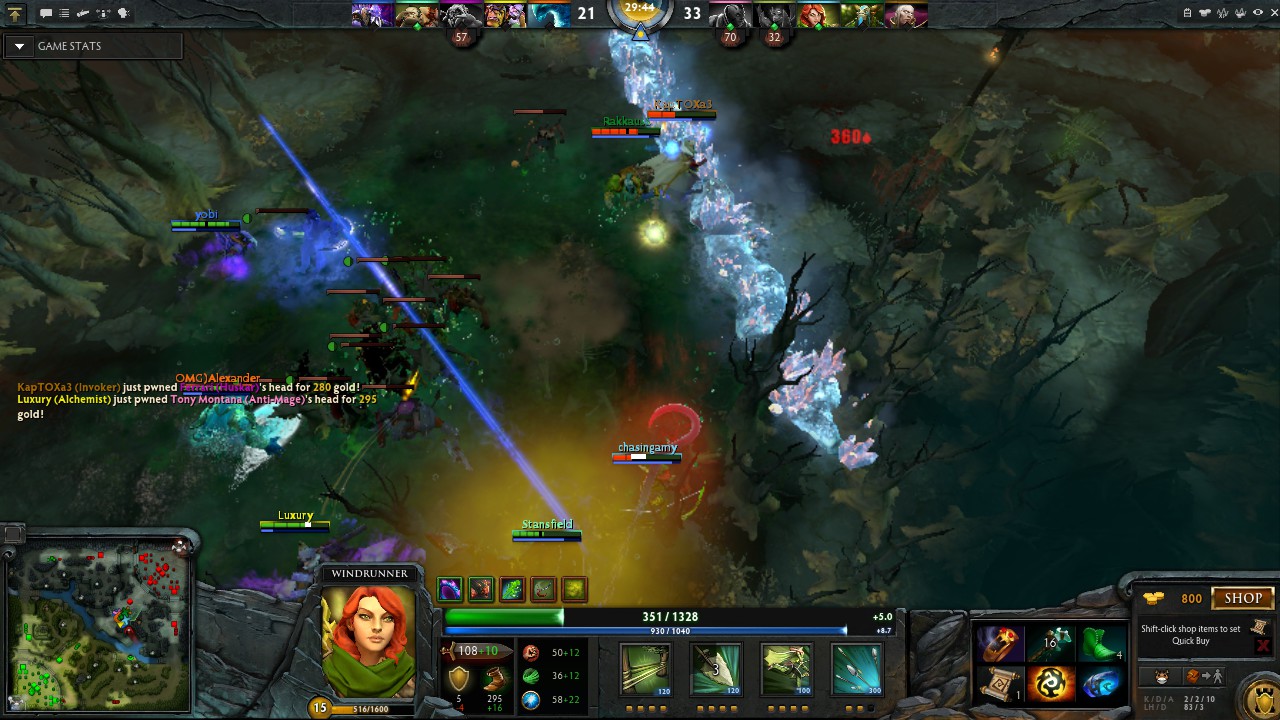 21
29:44
33
57
70
32
GAME STATS
KapTOXa3
Rakkaus
360
yobi
OMG)Alexander
KapTOXa3 (Invoker) just pwned (Huskar)'s head for 280 gold!
Luxury (Alchemist) just pwned Tony Montana (Anti-Mage)'s head for 295
gold!
chasingamy
Luxury
Stansfield
WINDRUNNER
351 / 1328
+5.0
930 / 1040
+8.7
108+10
50+12
5
295
36+12
-4
+16
58+22
120
3
120
100
300
15
516/1600
16
4
1
800
SHOP
Shift-click shop items to set
Quick Buy
K / D / A 2 / 2 / 10
LH / D 83 / 3